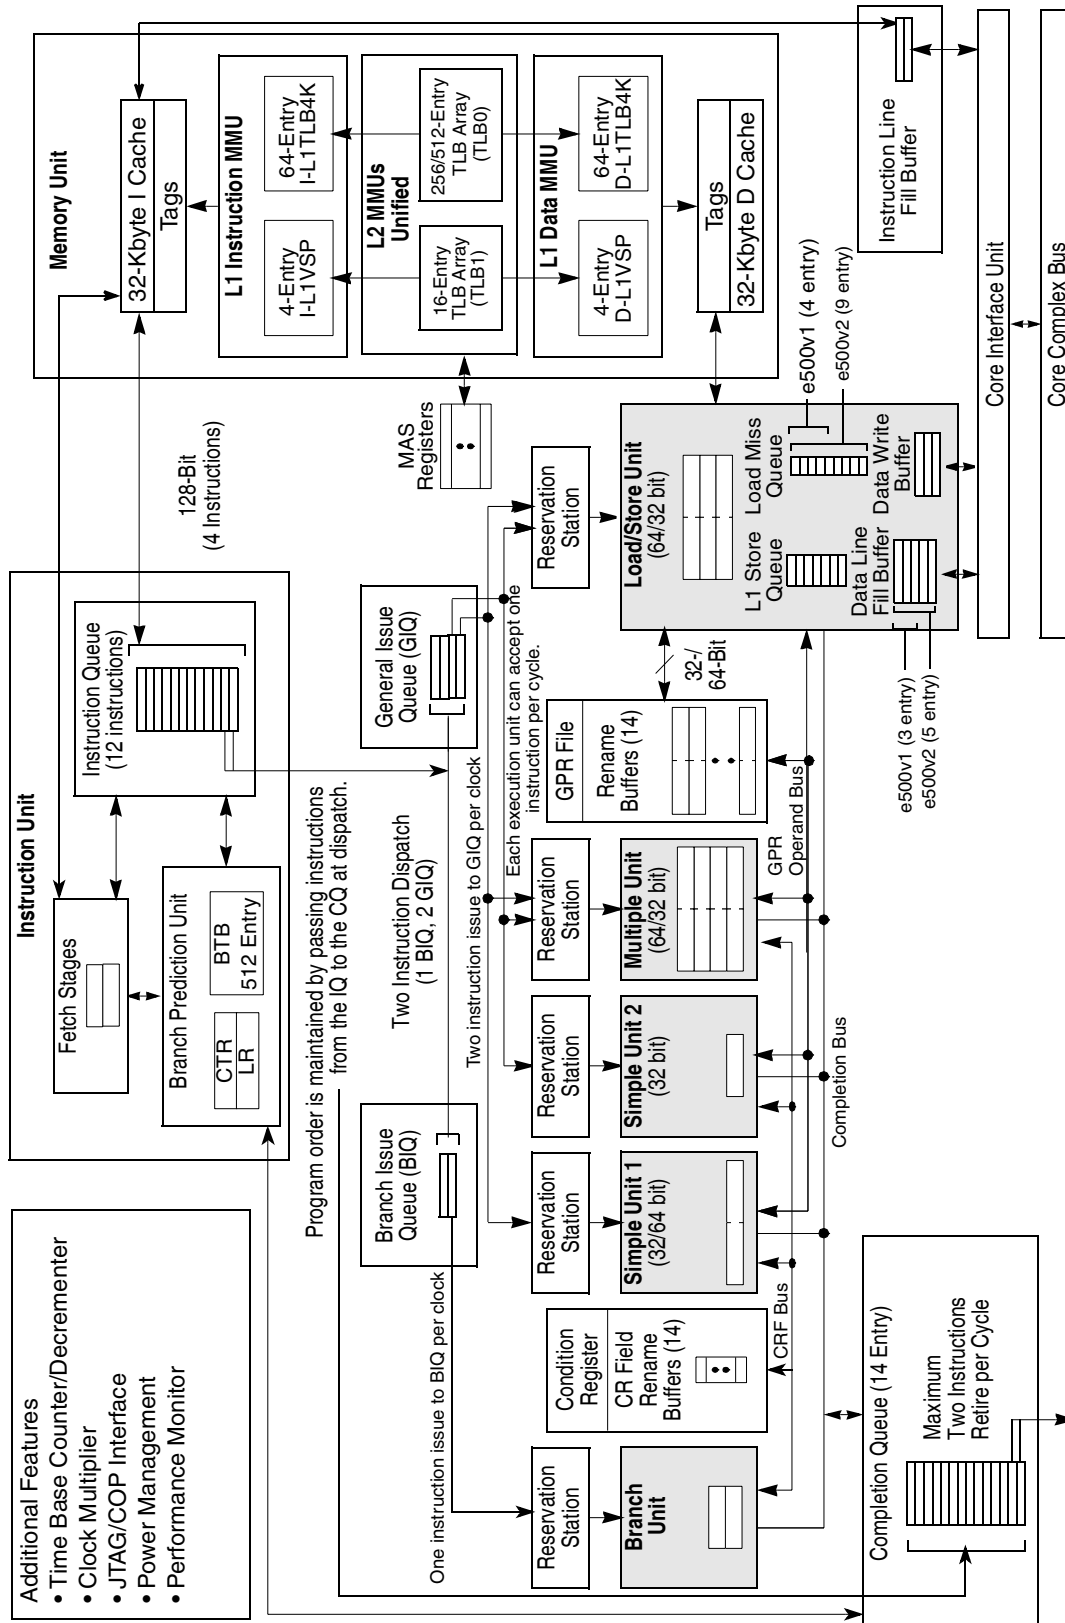 Additional Features
• Time Base Counter/Decrementer
• Clock Multiplier
• JTAG/COP Interface
• Power Management
• Performance Monitor
Instruction Unit
Fetch Stages
Branch Prediction Unit
CTR
LR
BTB
512 Entry
Instruction Queue
(12 instructions)
128-Bit
(4 Instructions)
Memory Unit
32-Kbyte I Cache
Tags
L1 Instruction MMU
4-Entry
I-L1VSP
64-Entry
I-L1TLB4K
L2 MMUs
Unified
16-Entry
TLB Array
(TLB1)
256/512-Entry
TLB Array
(TLB0)
L1 Data MMU
4-Entry
D-L1VSP
64-Entry
D-L1TLB4K
Tags
32-Kbyte D Cache
MAS
Registers
Program order is maintained by passing instructions
from the IQ to the CQ at dispatch.
Two Instruction Dispatch
(1 BIQ, 2 GIQ)
Branch Issue
Queue (BIQ)
General Issue
Queue (GIQ)
One instruction issue to BIQ per clock
Two instruction issue to GIQ per clock
Each execution unit can accept one
instruction per cycle.
Reservation
Station
Reservation
Station
Reservation
Station
Reservation
Station
Reservation
Station
Branch
Unit
Condition
Register
CR Field
Rename
Buffers (14)
CRF Bus
Simple Unit 1
(32/64 bit)
Simple Unit 2
(32 bit)
Multiple Unit
(64/32 bit)
GPR File
Rename
Buffers (14)
32-/
64-Bit
GPR
Operand Bus
Completion Bus
Load/Store Unit
(64/32 bit)
L1 Store
Queue
Load Miss
Queue
Data Line
Fill Buffer
Data Write
Buffer
e500v1 (4 entry)
e500v2 (9 entry)
e500v1 (3 entry)
e500v2 (5 entry)
Instruction Line
Fill Buffer
Completion Queue (14 Entry)
Maximum
Two Instructions
Retire per Cycle
Core Interface Unit
Core Complex Bus